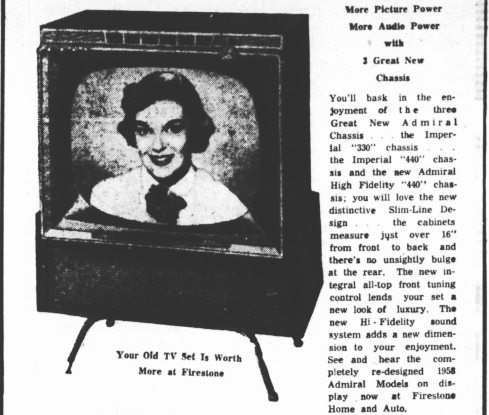 More Picture Power
More Audio Power
with
3 Great New
Chassis
You'll bask in the en-
joyment of the three
Great New Admiral
Chassis . . . the Imper-
ial "330" chassis . . .
the Imperial "440" chas-
sis and the new Admiral
High Fidelity "440" chas-
sis; you will love the new
distinctive Slim-Line De-
sign . . . the cabinets
measure just over 16"
from front to back and
there's no unsightly bulge
at the rear. The new in-
tegral all-top front tuning
control lends your set a
new look of luxury. The
new Hi-Fidelity sound
system adds a new dimen-
sion to your enjoyment.
See and hear the com-
pletely re-designed 1958
Admiral Models on dis-
play now at Firestone
Home and Auto.
Your Old TV Set Is Worth
More at Firestone